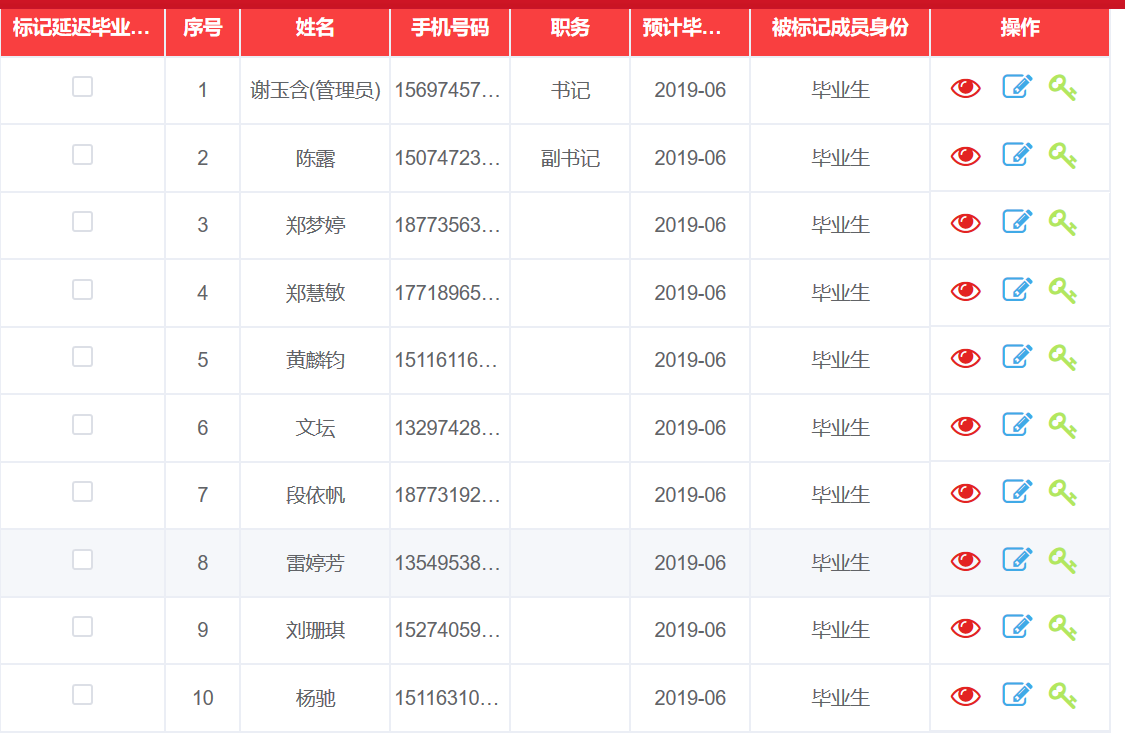 标记延迟毕业... 序号 姓名 手机号码 职务 预计毕... 被标记成员身份 操作
1 谢玉含(管理员) 15697457... 书记 2019-06 毕业生
2 陈露 15074723... 副书记 2019-06 毕业生
3 郑梦婷 18773563... 2019-06 毕业生
4 郑慧敏 17718965... 2019-06 毕业生
5 黄麟钧 15116116... 2019-06 毕业生
6 文坛 13297428... 2019-06 毕业生
7 段依帆 18773192... 2019-06 毕业生
8 雷婷芳 13549538... 2019-06 毕业生
9 刘珊琪 15274059... 2019-06 毕业生
10 杨驰 15116310... 2019-06 毕业生